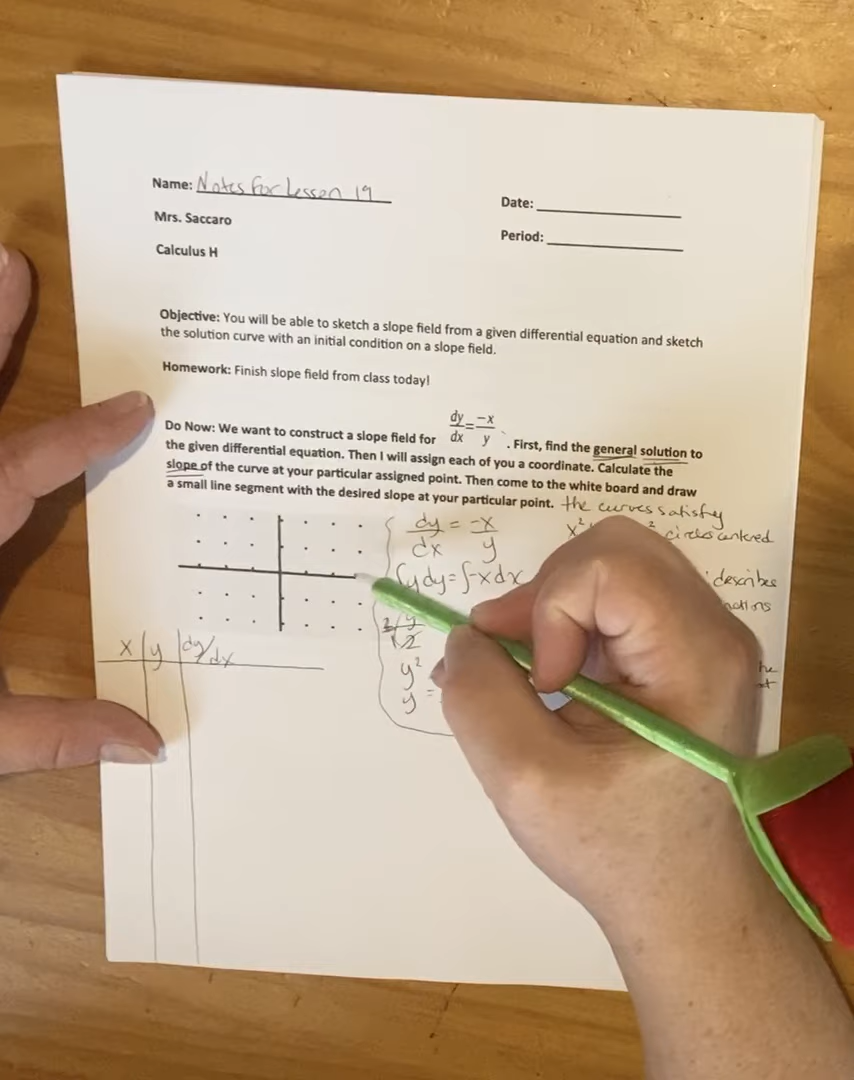 Name: Notes for Lesson 19
Date:
Mrs. Saccaro
Period:
Calculus H
Objective: You will be able to sketch a slope field from a given differential equation and sketch
the solution curve with an initial condition on a slope field.
Homework: Finish slope field from class today!
Do Now: We want to construct a slope field for dy/dx = -x/y . First, find the general solution to
the given differential equation. Then I will assign each of you a coordinate. Calculate the
slope of the curve at your particular assigned point. Then come to the white board and draw
a small line segment with the desired slope at your particular point.
the curves satisfy
dy/dx = -x/y
x²
²
circles centered
∫y dy = ∫-x dx
describes
x | y | dy/dx
y²
y =